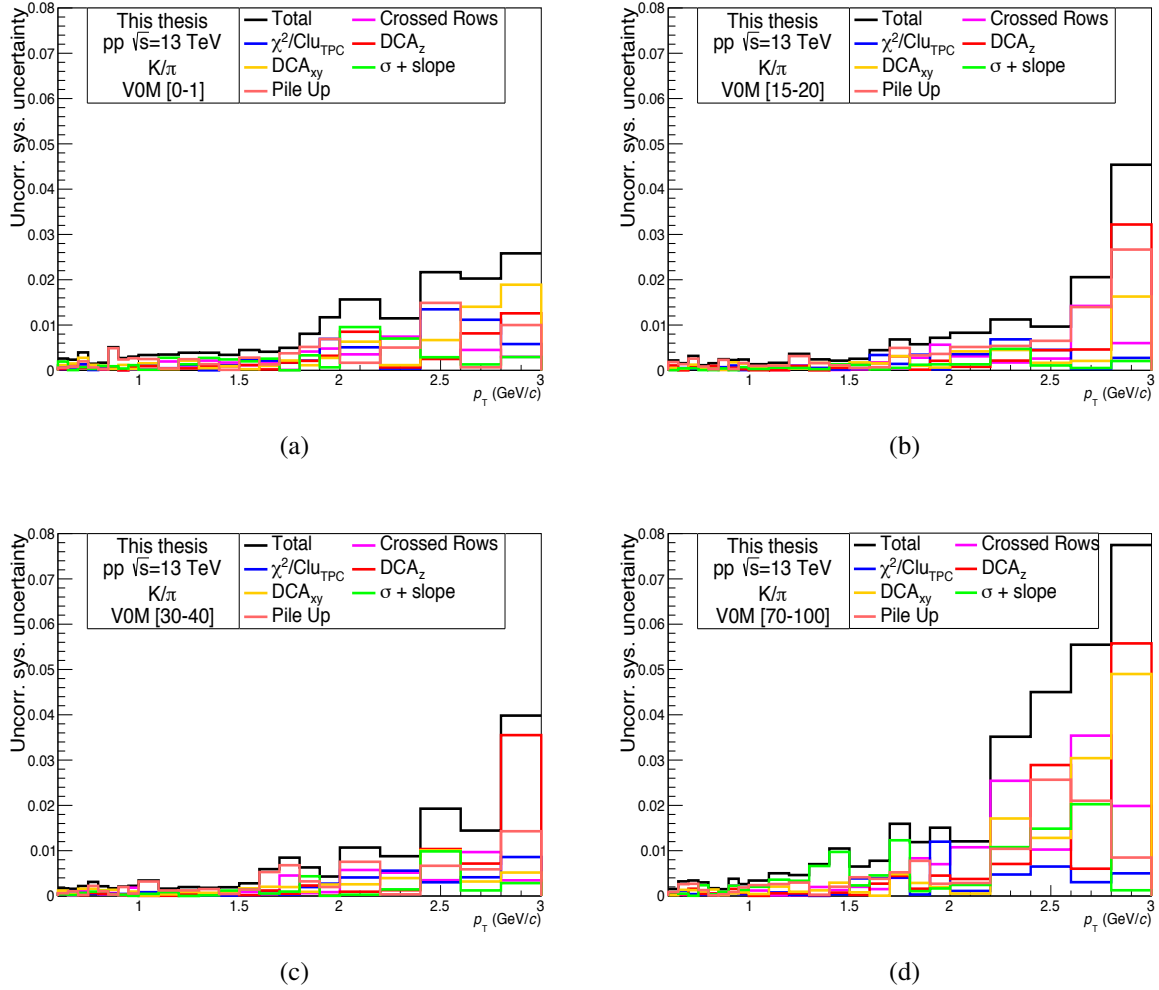 Uncorr. sys. uncertainty
0.08
0.07
0.06
0.05
0.04
0.03
0.02
0.01
0
This thesis
pp √s=13 TeV
K/π
V0M [0-1]
Total
χ²/Clu_TPC
DCA_xy
Pile Up
Crossed Rows
DCA_z
σ + slope
1 1.5 2 2.5 3
p_T (GeV/c)
(a)
Uncorr. sys. uncertainty
0.08
0.07
0.06
0.05
0.04
0.03
0.02
0.01
0
This thesis
pp √s=13 TeV
K/π
V0M [15-20]
Total
χ²/Clu_TPC
DCA_xy
Pile Up
Crossed Rows
DCA_z
σ + slope
1 1.5 2 2.5 3
p_T (GeV/c)
(b)
Uncorr. sys. uncertainty
0.08
0.07
0.06
0.05
0.04
0.03
0.02
0.01
0
This thesis
pp √s=13 TeV
K/π
V0M [30-40]
Total
χ²/Clu_TPC
DCA_xy
Pile Up
Crossed Rows
DCA_z
σ + slope
1 1.5 2 2.5 3
p_T (GeV/c)
(c)
Uncorr. sys. uncertainty
0.08
0.07
0.06
0.05
0.04
0.03
0.02
0.01
0
This thesis
pp √s=13 TeV
K/π
V0M [70-100]
Total
χ²/Clu_TPC
DCA_xy
Pile Up
Crossed Rows
DCA_z
σ + slope
1 1.5 2 2.5 3
p_T (GeV/c)
(d)